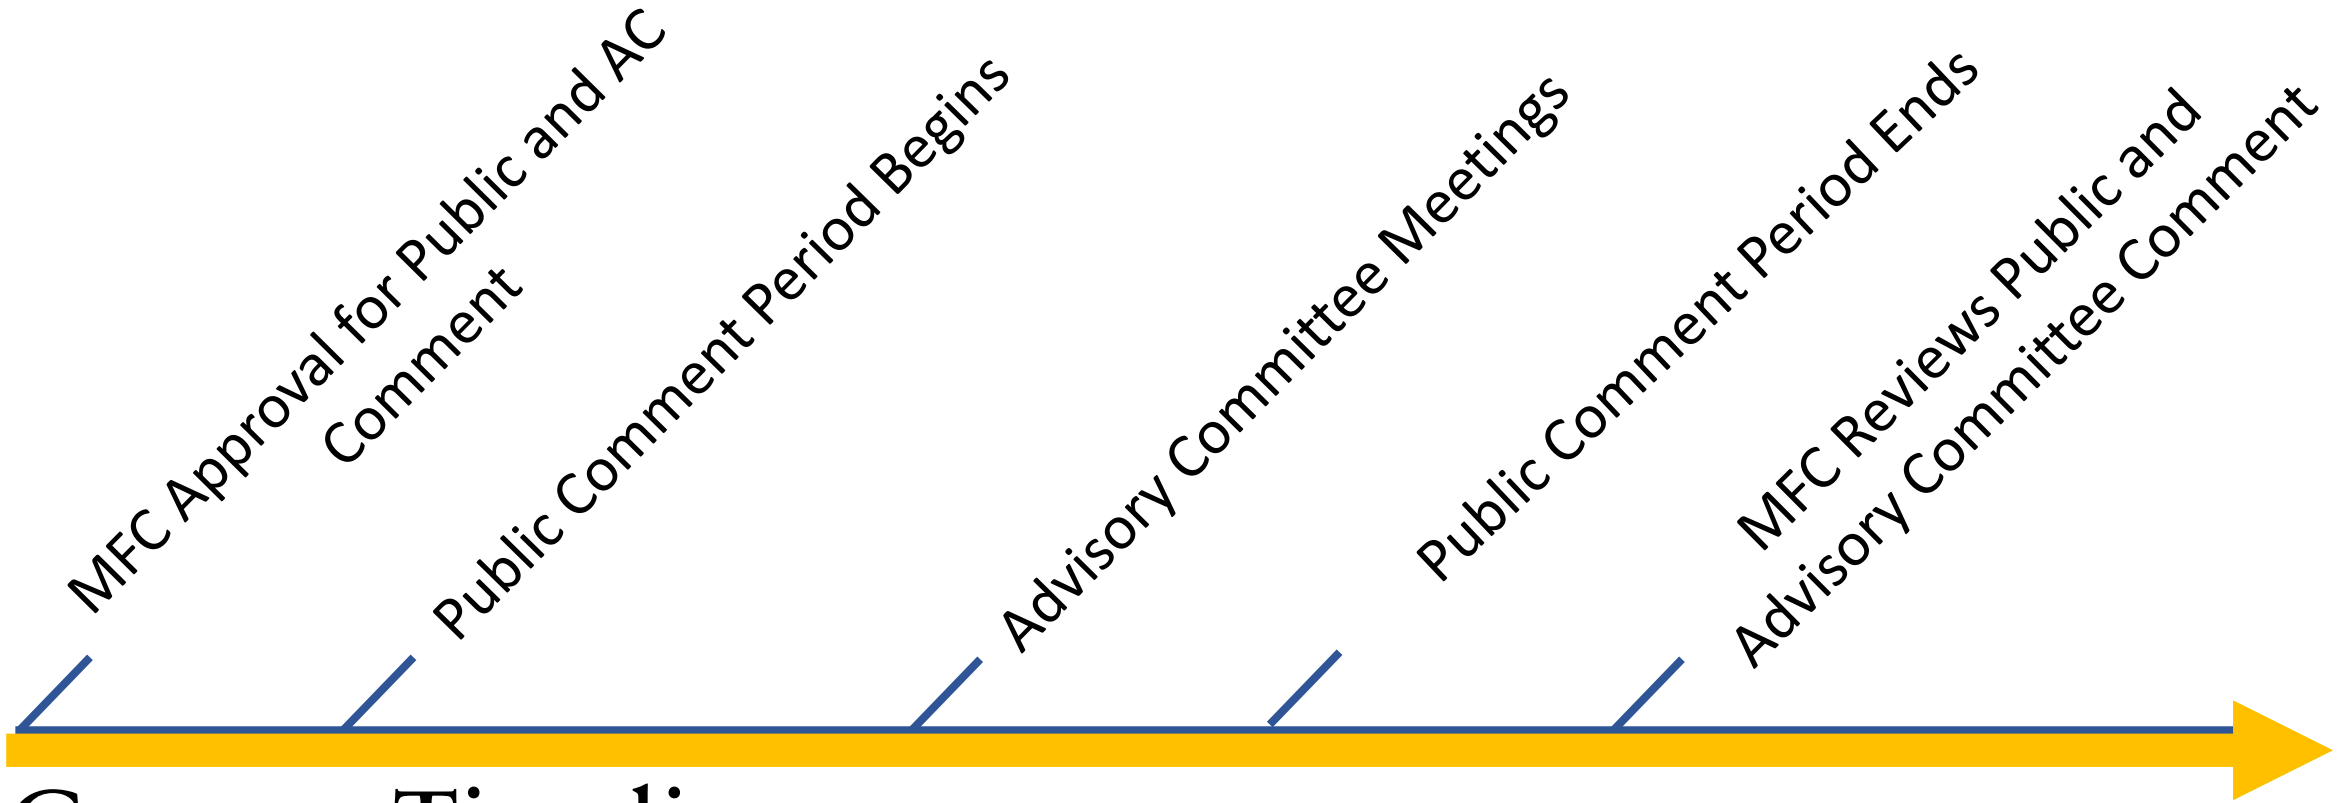 MFC Approval for Public and AC
Comment
Public Comment Period Begins
Advisory Committee Meetings
Public Comment Period Ends
MFC Reviews Public and
Advisory Committee Comment